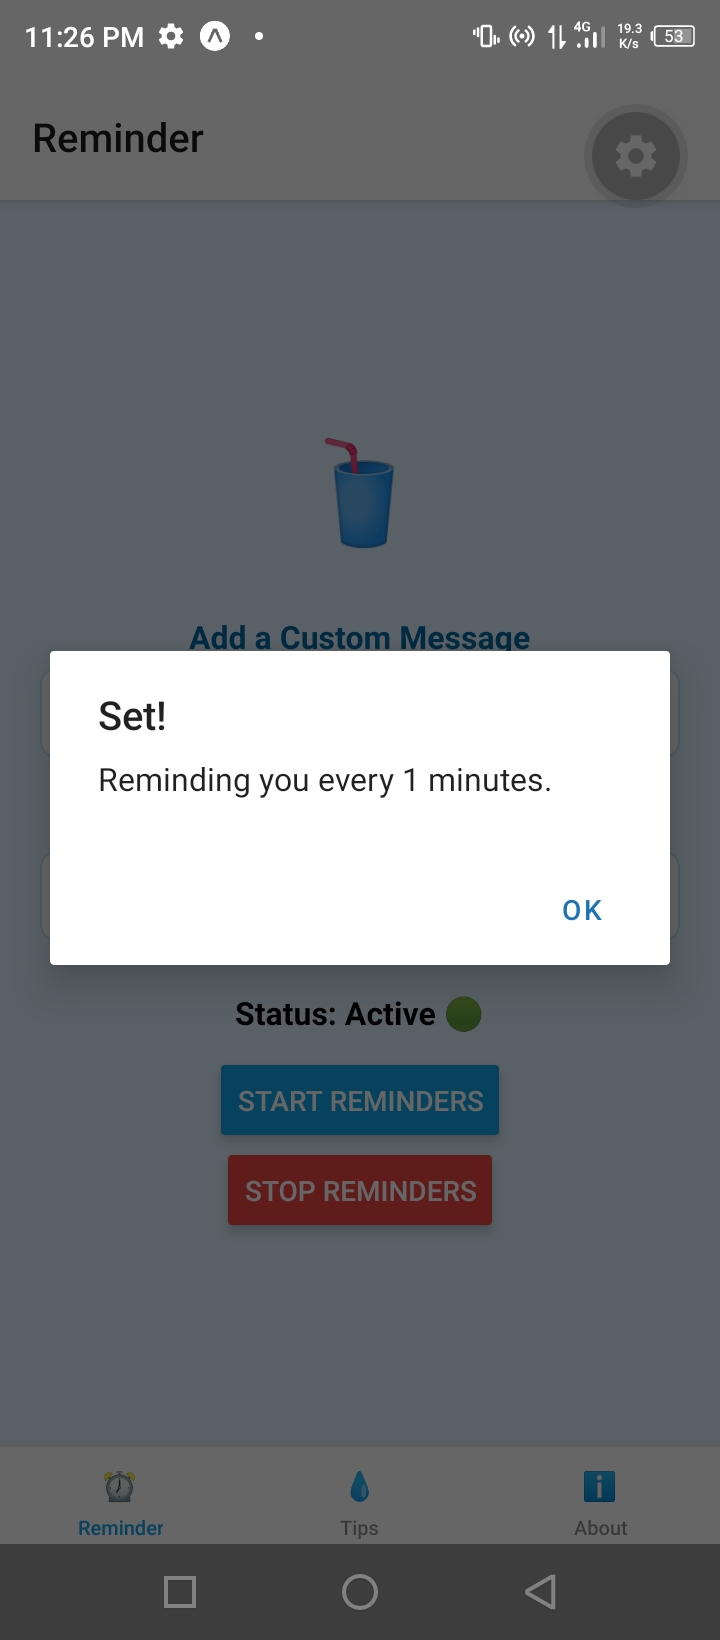 11:26 PM 4G 19.3 K/s 53
Reminder
Add a Custom Message
Set!
Reminding you every 1 minutes.
OK
Status: Active
START REMINDERS
STOP REMINDERS
Reminder Tips About